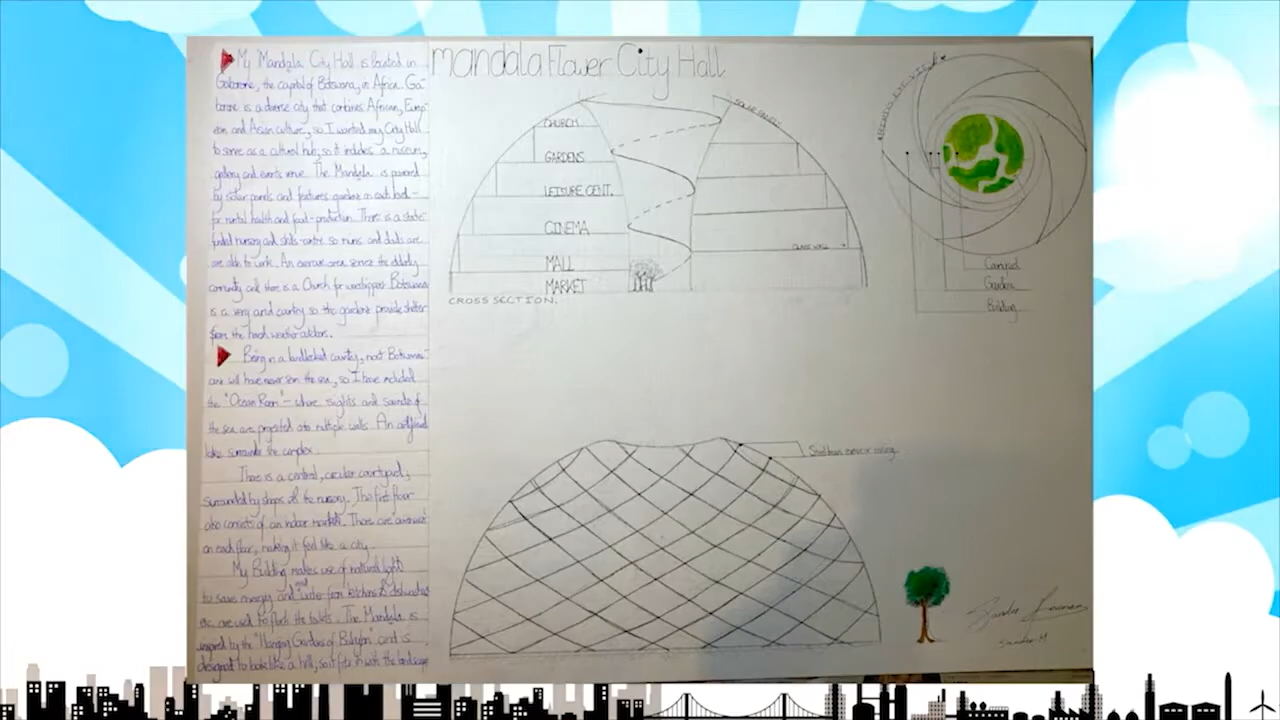 My Mandala City Hall is located in
Gaborone, the capital of Botswana, in Africa. Ga-
borone is a diverse city that combines African, Europ-
ean and Asian culture, so I wanted my City Hall
to serve as a cultural hub, so it includes a museum,
gallery and events venue. The Mandala is powered
by solar panels and features gardens on each level -
for mental health and food-production. There is a state-
funded nursery and skills-centre so mums and dads are
are able to work. An exercise area serves the elderly
community and there is a Church for worshippers. Botswana
is a very arid country so the gardens provide shelter
from the harsh weather outdoors.
Being in a landlocked country, most Botswa-
will have never seen the sea, so I have included
the "Ocean Room" - where sights and sounds of
the sea are projected onto multiple walls. An artificial
lake surrounds the complex.
There is a central, circular courtyard,
surrounded by shops & the nursery. The first floor
also consists of an indoor market. There are
on each floor, making it feel like a city.
My Building makes use of natural light
to save energy and water from kitchens & dishwashers
etc. are used to flush the toilets. The Mandala is
inspired by the "Hanging Gardens of Babylon" and is
designed to look like a hill, so it fits in with the landscape
mandala Flower City Hall
CHURCH
GARDENS
LEISURE CENT.
CINEMA
MALL
MARKET
SOLAR PANEL
GLASS WALL
CROSS SECTION.
BIRDS EYE VIEW
Garden
Building
Sander M